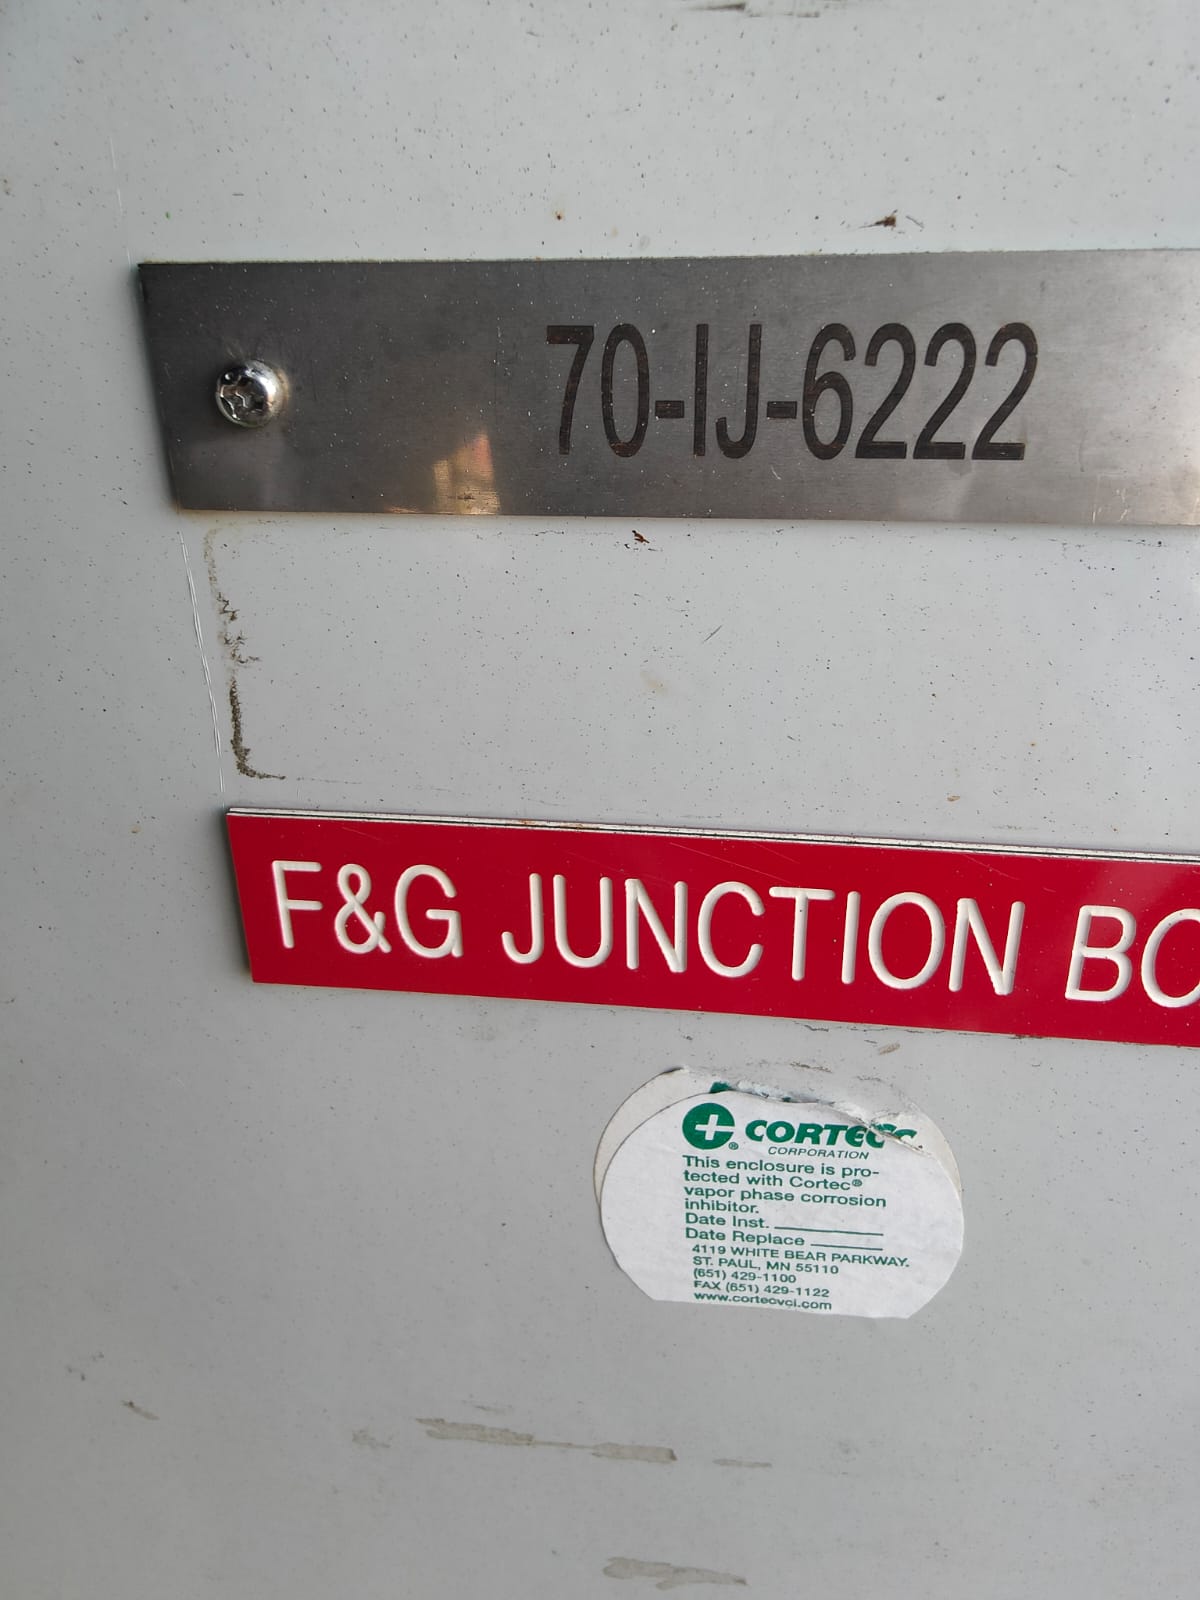 70-IJ-6222
F&G JUNCTION BO
CORTECC
CORPORATION
This enclosure is pro-
tected with Cortec®
vapor phase corrosion
inhibitor.
Date Inst.
Date Replace
4119 WHITE BEAR PARKWAY.
ST. PAUL, MN 55110
(651) 429-1100
FAX (651) 429-1122
www.cortecvci.com